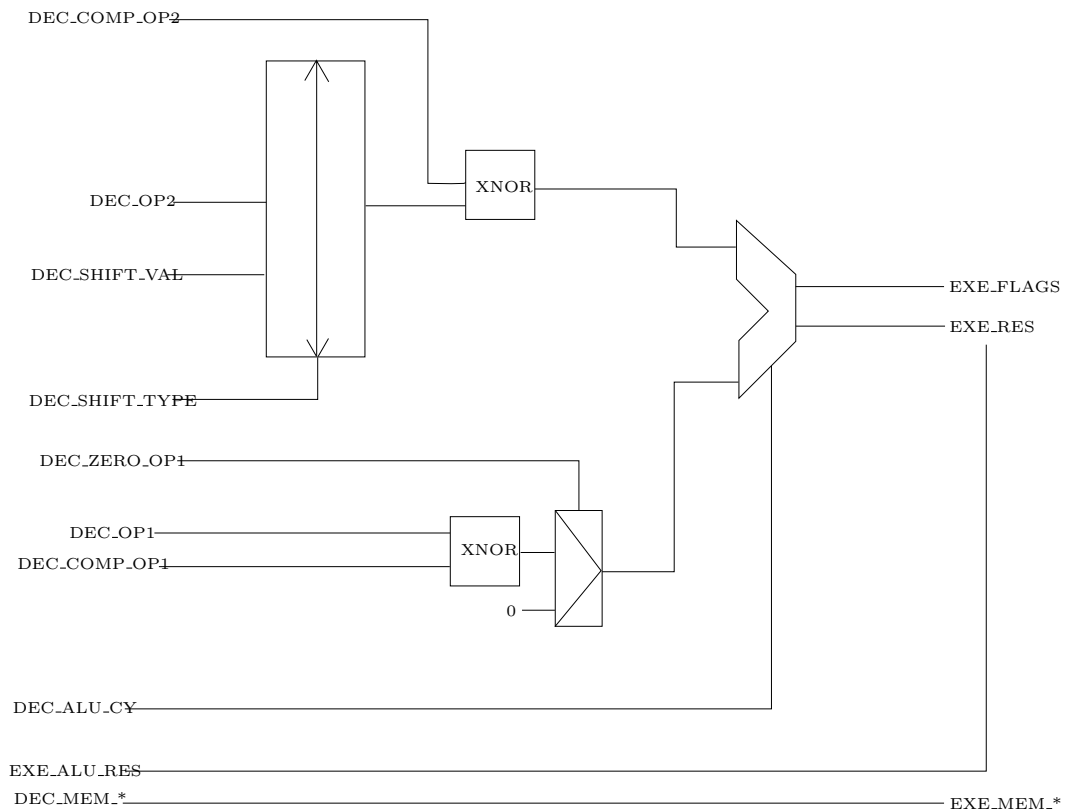 DEC_COMP_OP2
XNOR
DEC_OP2
DEC_SHIFT_VAL
EXE_FLAGS
EXE_RES
DEC_SHIFT_TYPE
DEC_ZERO_OP1
DEC_OP1
XNOR
DEC_COMP_OP1
0
DEC_ALU_CY
EXE_ALU_RES
DEC_MEM_*
EXE_MEM_*